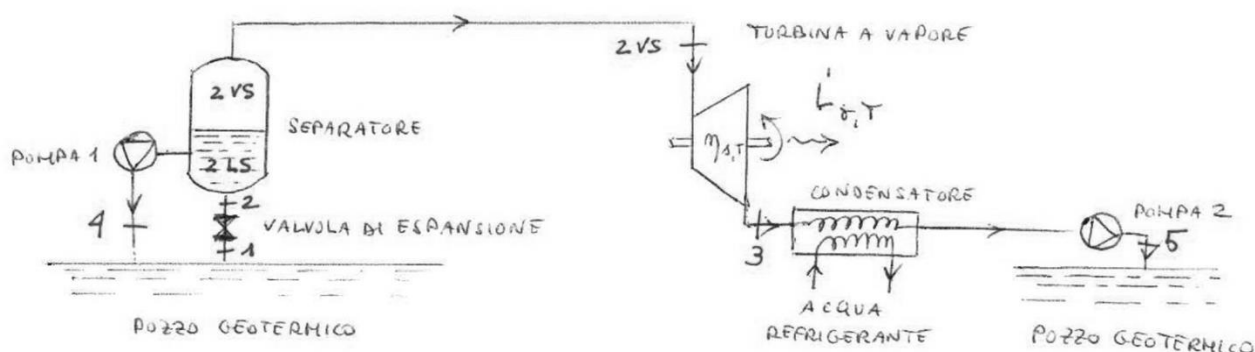 2VS
TURBINA A VAPORE
2VS
L̇
SEPARATORE
POMPA 1
2LS
2
4
VALVOLA DI ESPANSIONE
1
CONDENSATORE
POMPA 2
3
5
ACQUA
REFRIGERANTE
POZZO GEOTERMICO
POZZO GEOTERMICO